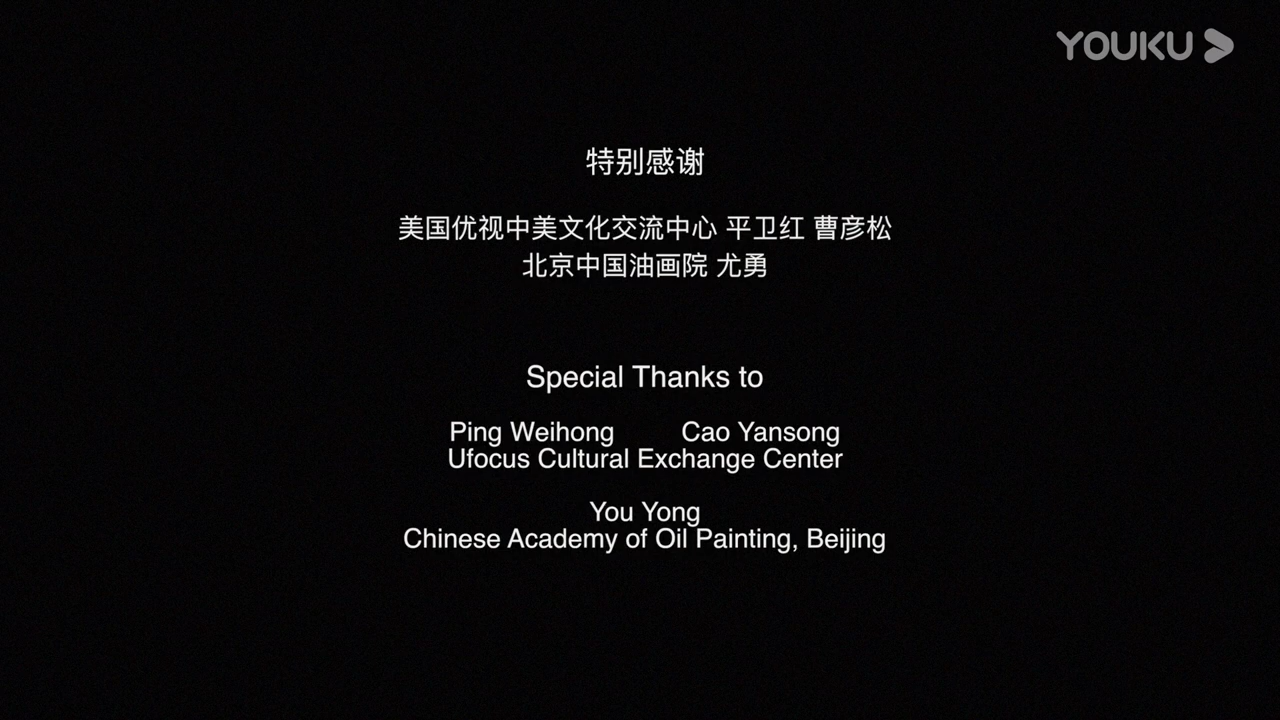 YOUKU
特别感谢
美国优视中美文化交流中心 平卫红 曹彦松
北京中国油画院 尤勇
Special Thanks to
Ping Weihong Cao Yansong
Ufocus Cultural Exchange Center
You Yong
Chinese Academy of Oil Painting, Beijing